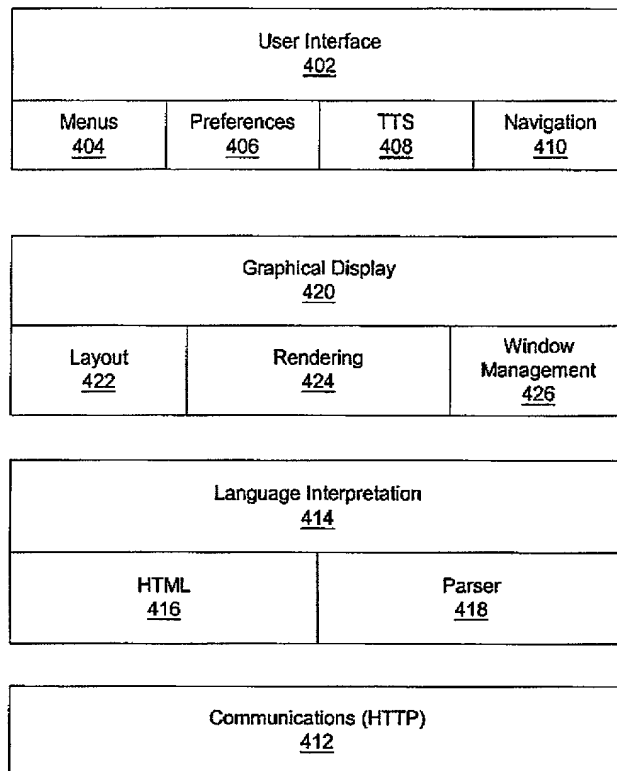 User Interface
402
Menus
404
Preferences
406
TTS
408
Navigation
410
Graphical Display
420
Layout
422
Rendering
424
Window
Management
426
Language Interpretation
414
HTML
416
Parser
418
Communications (HTTP)
412